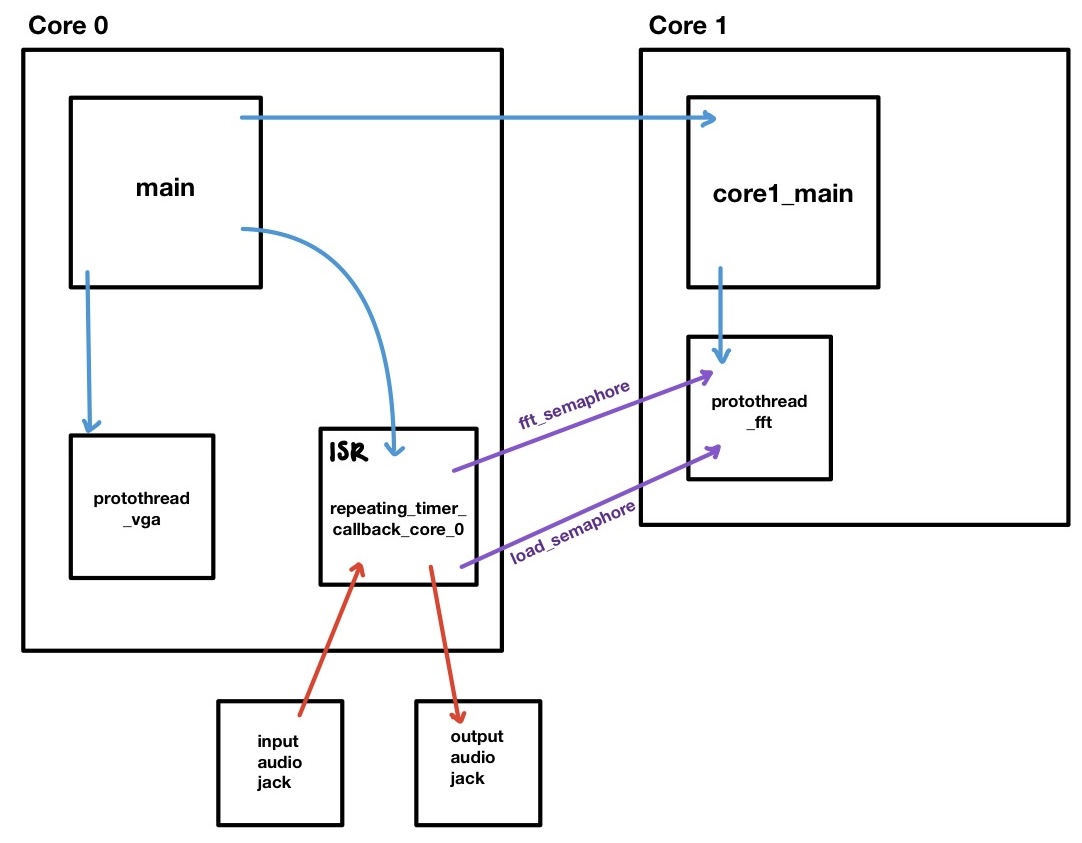 Core 0
Core 1
main
core1_main
protothread
_vga
ISR
repeating_timer_
callback_core_0
fft_semaphore
load_semaphore
protothread
_fft
input
audio
jack
output
audio
jack